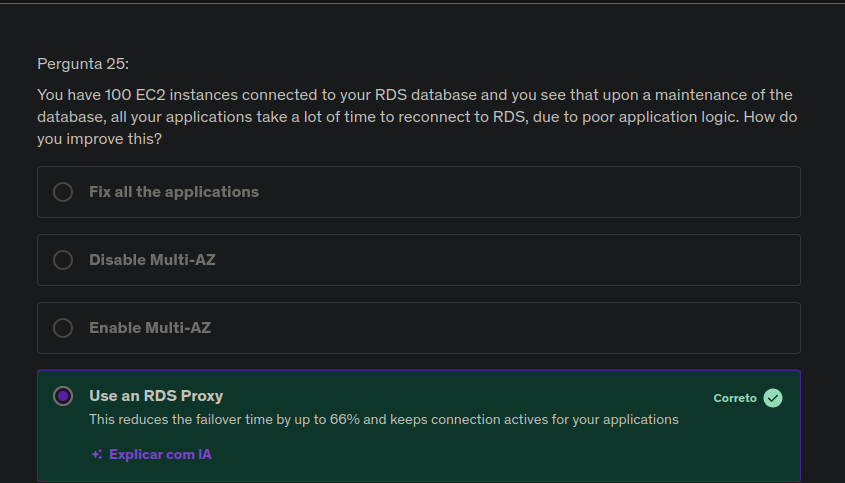 Pergunta 25:
You have 100 EC2 instances connected to your RDS database and you see that upon a maintenance of the
database, all your applications take a lot of time to reconnect to RDS, due to poor application logic. How do
you improve this?
Fix all the applications
Disable Multi-AZ
Enable Multi-AZ
Use an RDS Proxy
Correto
This reduces the failover time by up to 66% and keeps connection actives for your applications
Explicar com IA